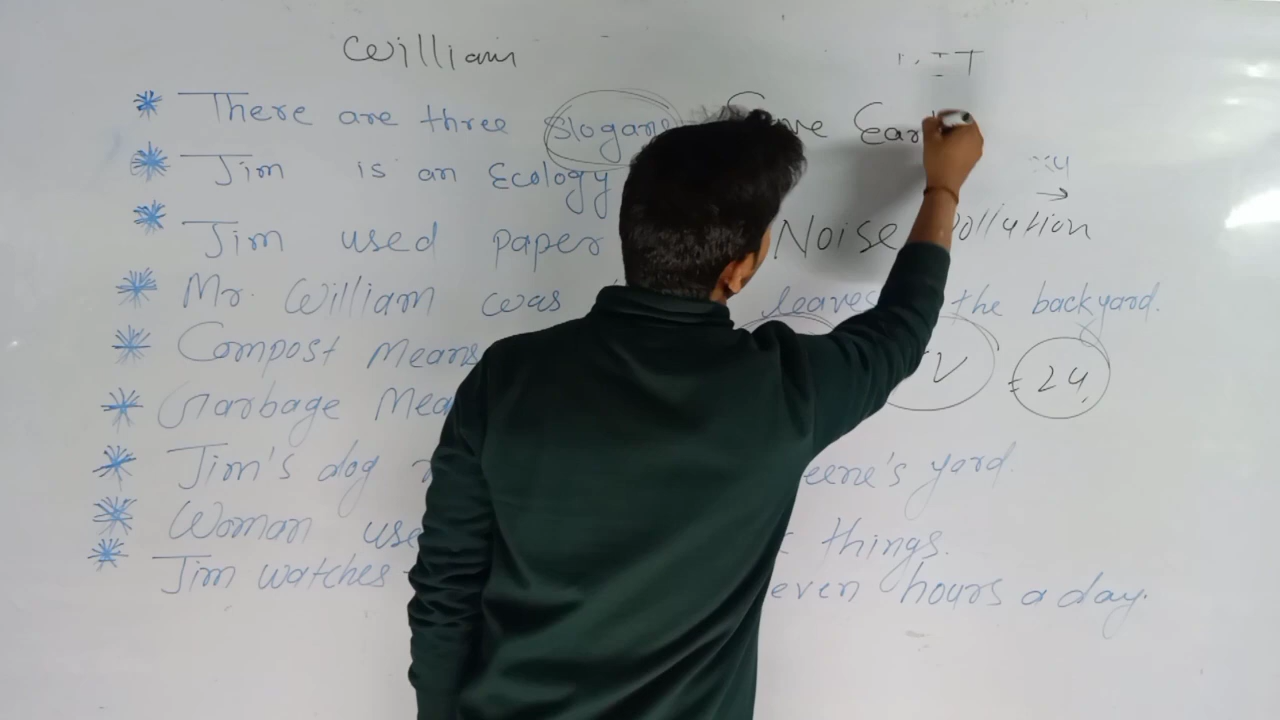 William
There are three slogans Save Eart
Jim is an Ecology
Jim used paper Noise Pollution
Mr. William was leaves the backyard.
Compost Means V = 24
Garbage Mea
Jim's dog eene's yard.
Woman use things.
Jim watches even hours a day.